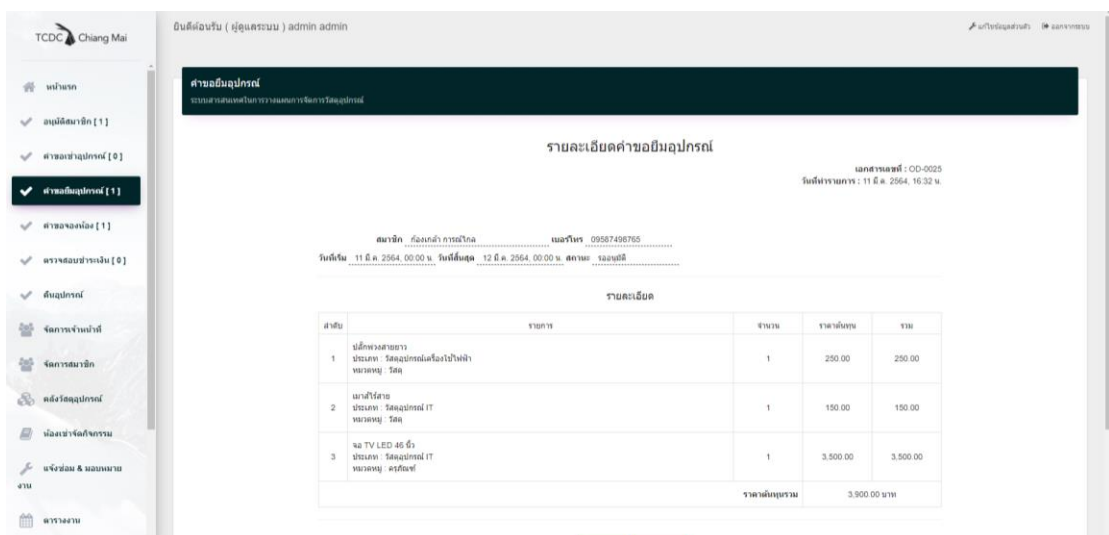 TCDC Chiang Mai
ยินดีต้อนรับ ( ผู้ดูแลระบบ ) admin admin
แก้ไขข้อมูลส่วนตัว ออกจากระบบ
หน้าแรก
อนุมัติสมาชิก [ 1 ]
คำขอเช่าอุปกรณ์ [ 0 ]
คำขอยืมอุปกรณ์ [ 1 ]
คำขอจองห้อง [ 1 ]
ตรวจสอบชำระเงิน [ 0 ]
คืนอุปกรณ์
จัดการเจ้าหน้าที่
จัดการสมาชิก
คลังวัสดุอุปกรณ์
ห้องเช่าจัดกิจกรรม
แจ้งซ่อม & มอบหมาย
งาน
ตารางงาน
คำขอยืมอุปกรณ์
ระบบสารสนเทศในการวางแผนการจัดการวัสดุอุปกรณ์
รายละเอียดคำขอยืมอุปกรณ์
เอกสารเลขที่ : OD-0025
วันที่ทำรายการ : 11 มี.ค. 2564, 16:32 น.
สมาชิก ก้องเกล้า การณ์ไกล เบอร์โทร 09587498765
วันที่เริ่ม 11 มี.ค. 2564, 00:00 น. วันที่สิ้นสุด 12 มี.ค. 2564, 00:00 น. สถานะ รออนุมัติ
รายละเอียด
ลำดับ รายการ จำนวน ราคาต้นทุน รวม
ปลั๊กพ่วงสายยาว
1 ประเภท : วัสดุอุปกรณ์เครื่องใช้ไฟฟ้า 1 250.00 250.00
หมวดหมู่ : วัสดุ
เมาส์ไร้สาย
2 ประเภท : วัสดุอุปกรณ์ IT 1 150.00 150.00
หมวดหมู่ : วัสดุ
จอ TV LED 46 นิ้ว
3 ประเภท : วัสดุอุปกรณ์ IT 1 3,500.00 3,500.00
หมวดหมู่ : ครุภัณฑ์
ราคาต้นทุนรวม 3,900.00 บาท